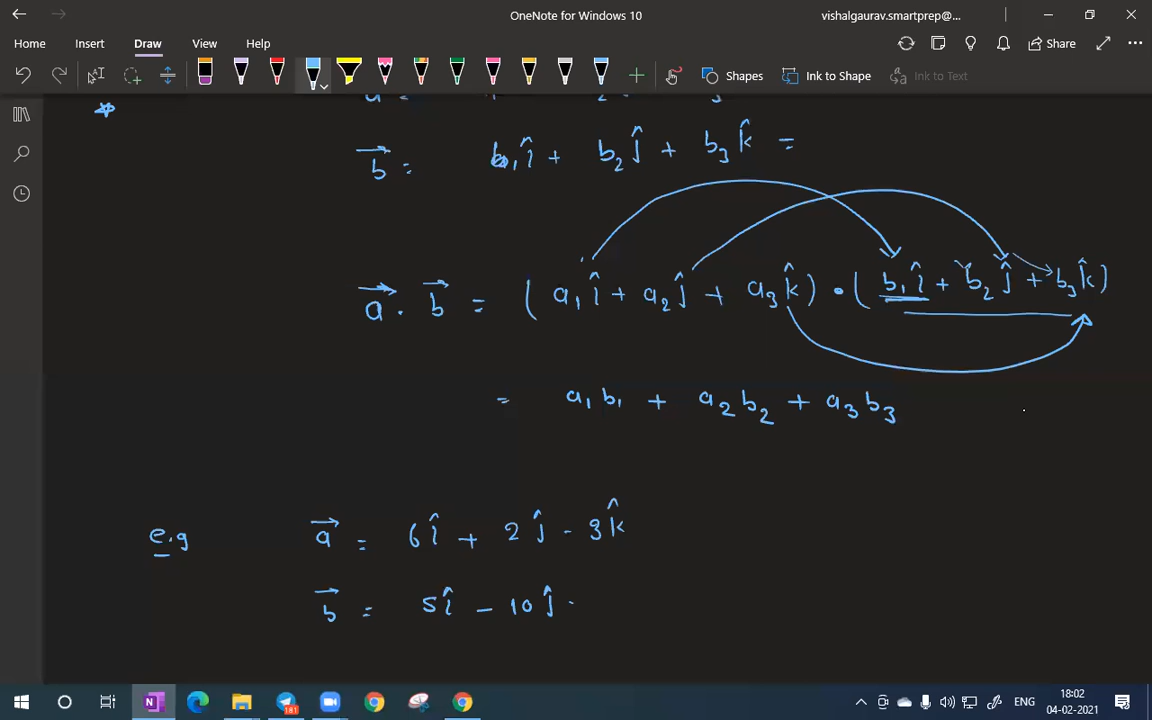 OneNote for Windows 10
vishalgaurav.smartprep@...
Home Insert Draw View Help
Share
Shapes Ink to Shape Ink to Text
b⃗ = b₁î + b₂ĵ + b₃k̂ =
a⃗ . b⃗ = (a₁î + a₂ĵ + a₃k̂) • (b₁î + b₂ĵ + b₃k̂)
= a₁b₁ + a₂b₂ + a₃b₃
e.g a⃗ = 6î + 2ĵ - 3k̂
b⃗ = 5î - 10ĵ -
181
ENG
18:02
04-02-2021